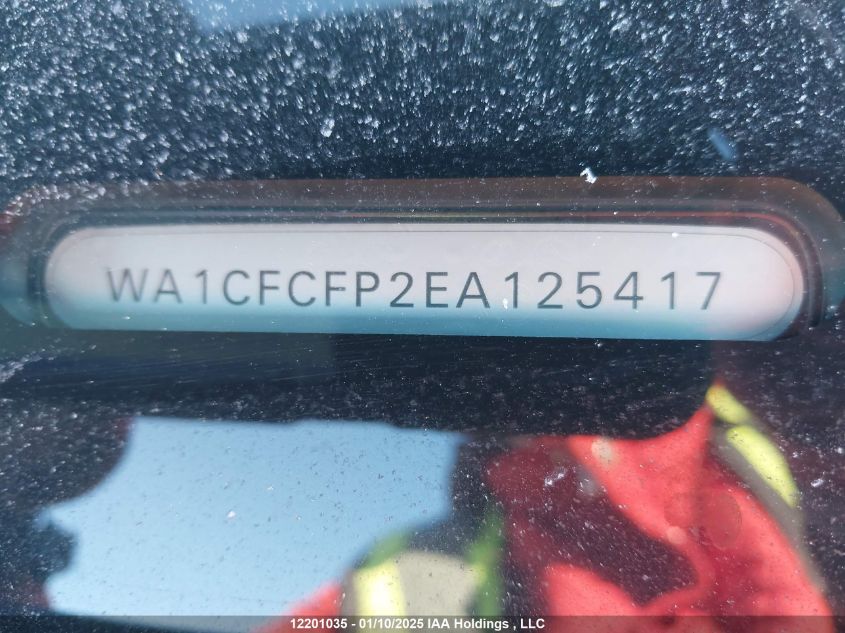 WA1CFCFP2EA125417
12201035 - 01/10/2025 IAA Holdings , LLC